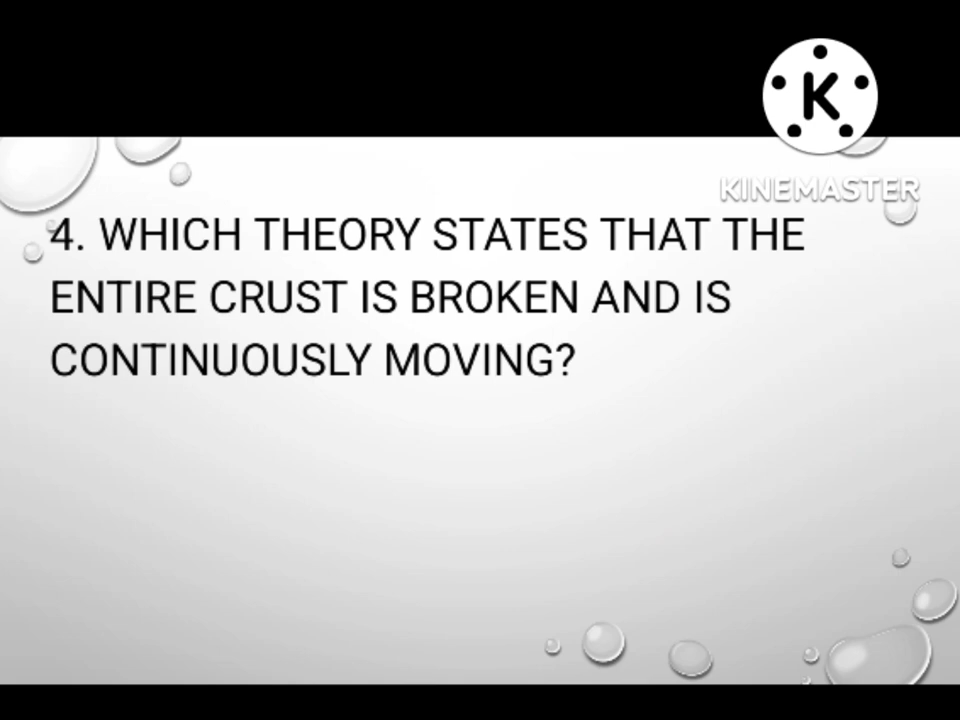 K
KINEMASTER
4. WHICH THEORY STATES THAT THE
ENTIRE CRUST IS BROKEN AND IS
CONTINUOUSLY MOVING?